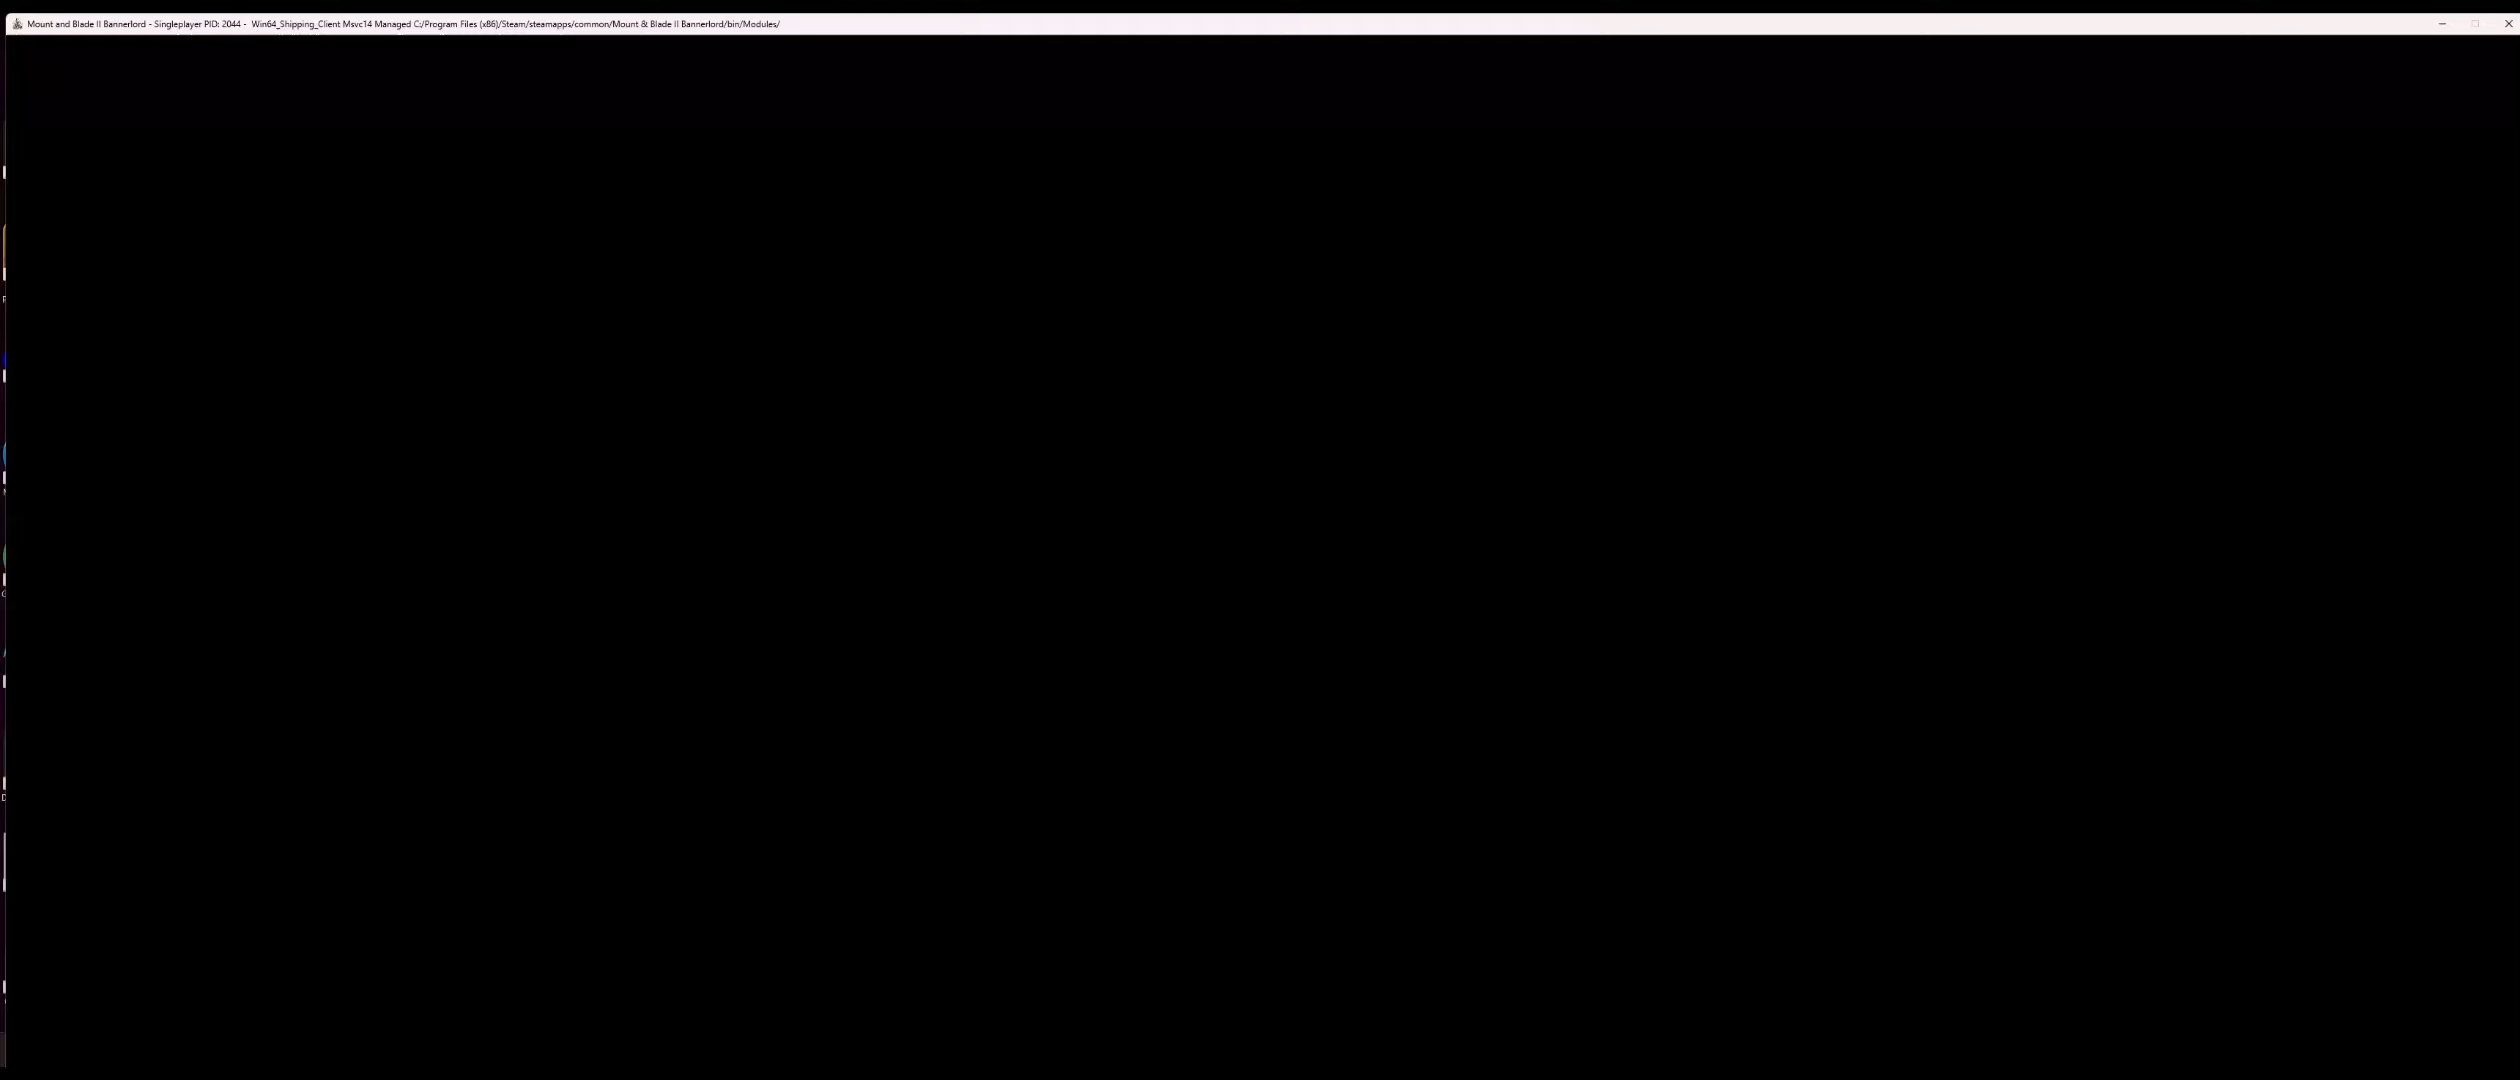 Mount and Blade II Bannerlord - Singleplayer PID: 2044 - Win64_Shipping_Client Msvc14 Managed C:/Program Files (x86)/Steam/steamapps/common/Mount & Blade II Bannerlord/bin/Modules/